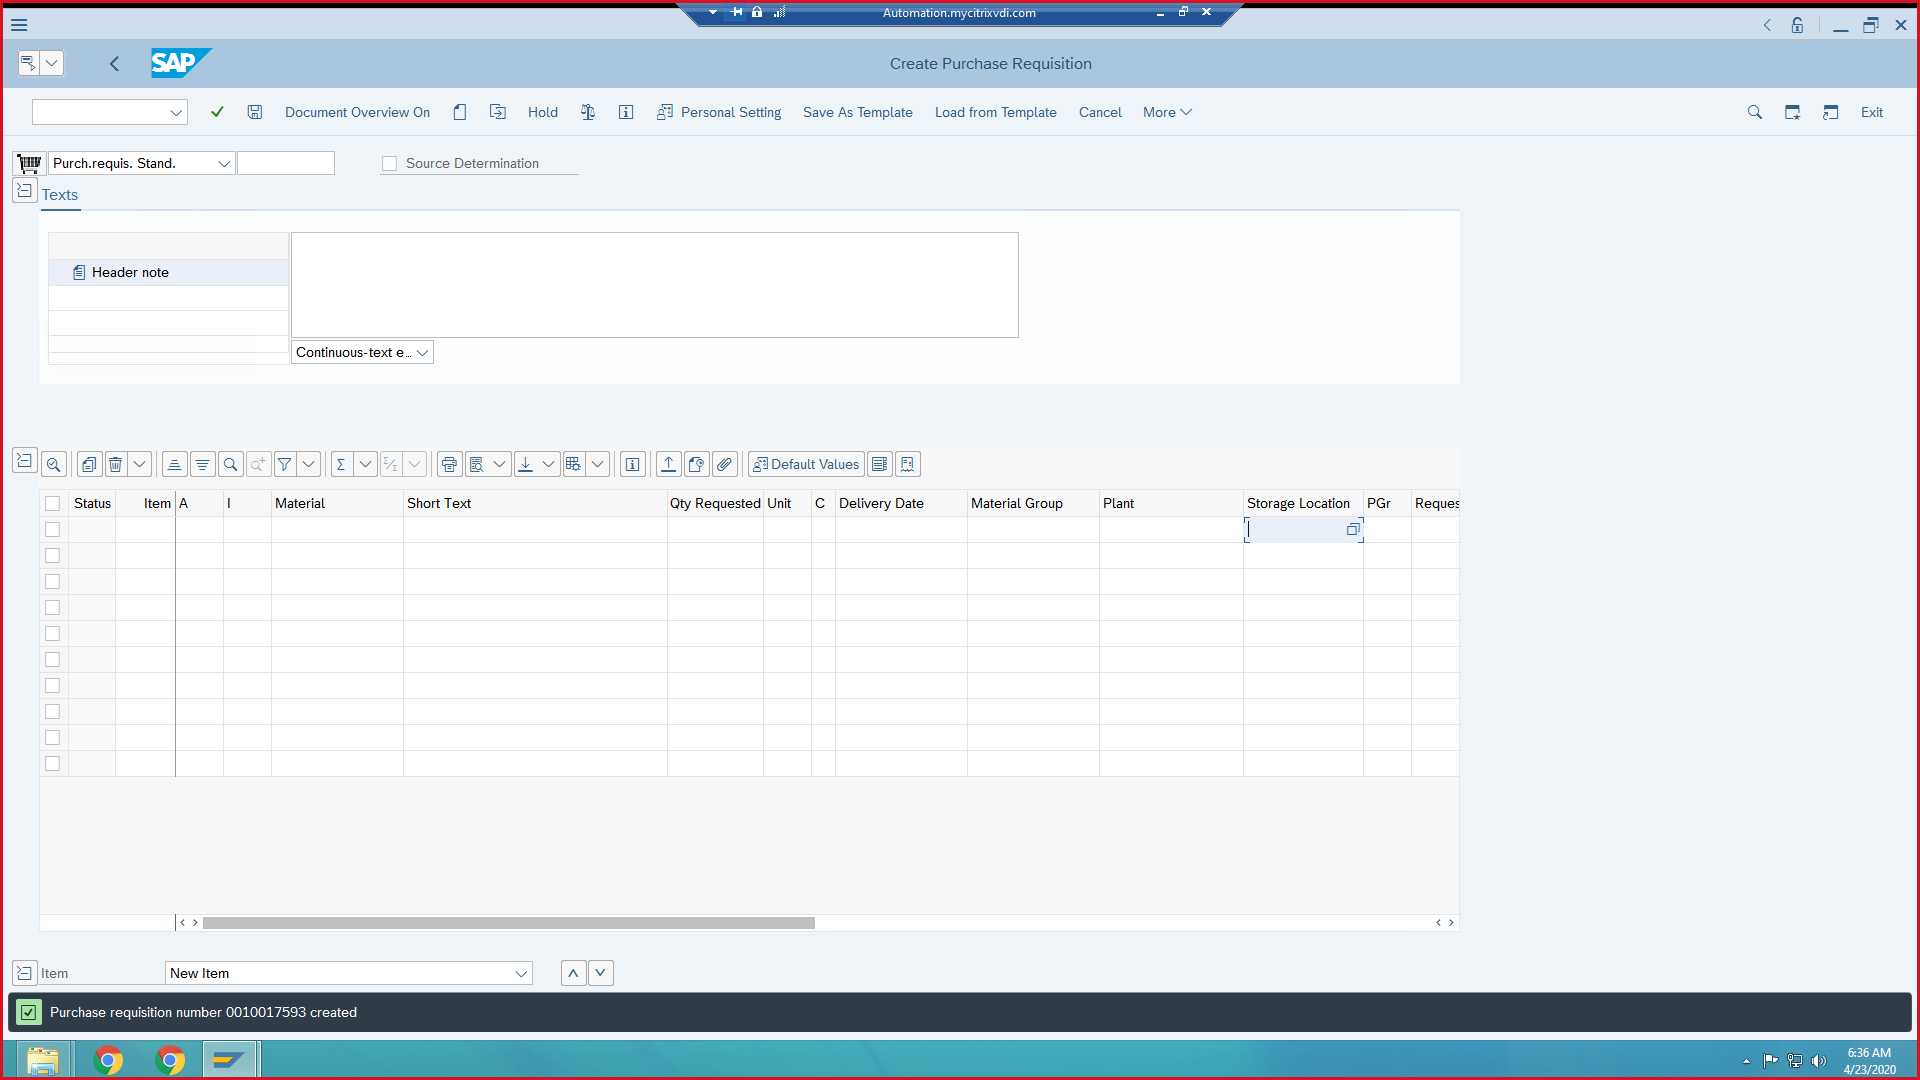 Automation.mycitrixvdi.com
SAP
Create Purchase Requisition
Document Overview On
Hold
Personal Setting
Save As Template
Load from Template
Cancel
More
Exit
Purch.requis. Stand.
Source Determination
Texts
Header note
Continuous-text e...
Default Values
Status Item A I Material Short Text Qty Requested Unit C Delivery Date Material Group Plant Storage Location PGr Reques
Item New Item
Purchase requisition number 0010017593 created
6:36 AM
4/23/2020